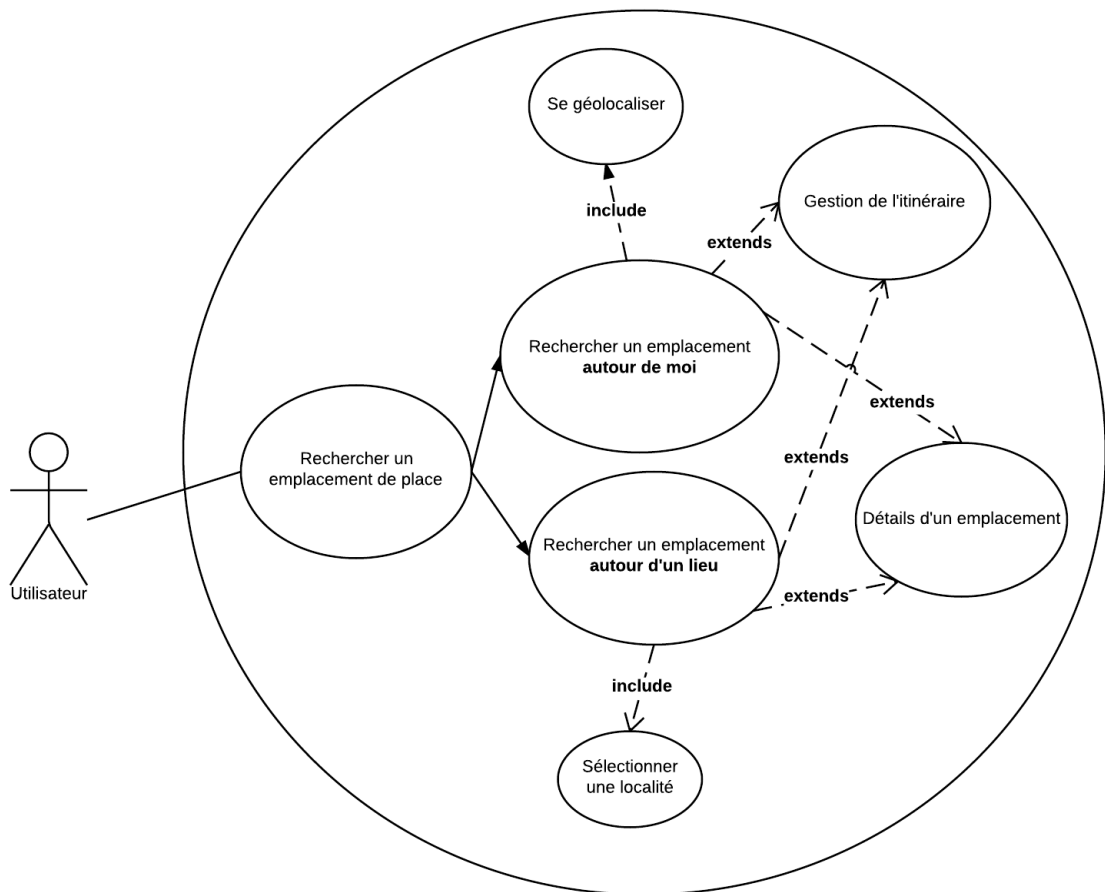 Se géolocaliser
Gestion de l'itinéraire
include
extends
Rechercher un emplacement
autour de moi
extends
Rechercher un
emplacement de place
extends
Détails d'un emplacement
Rechercher un emplacement
autour d'un lieu
extends
Utilisateur
include
Sélectionner
une localité